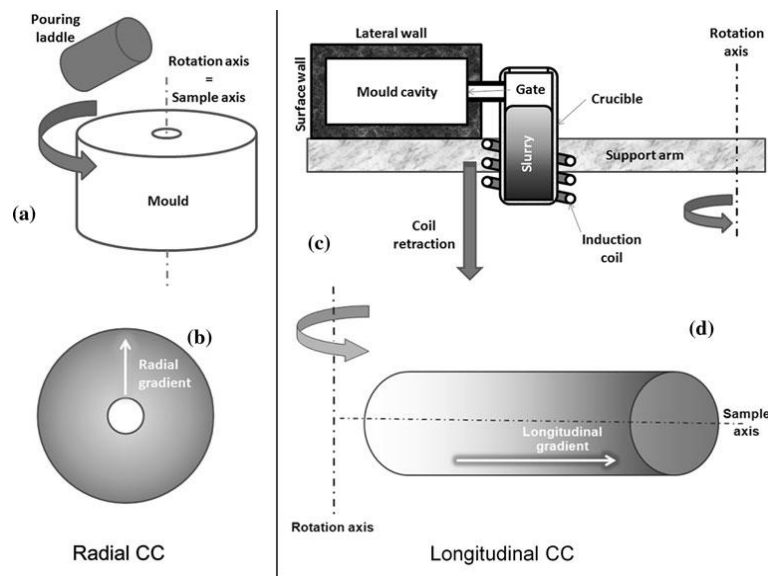 Pouring
laddle
Rotation axis
=
Sample axis
Mould
(a)
(b)
Radial
gradient
Radial CC
Lateral wall
Surface wall
Mould cavity
Gate
Crucible
Slurry
Support arm
Rotation
axis
(c)
Coil
retraction
Induction
coil
(d)
Longitudinal
gradient
Sample
axis
Rotation axis
Longitudinal CC